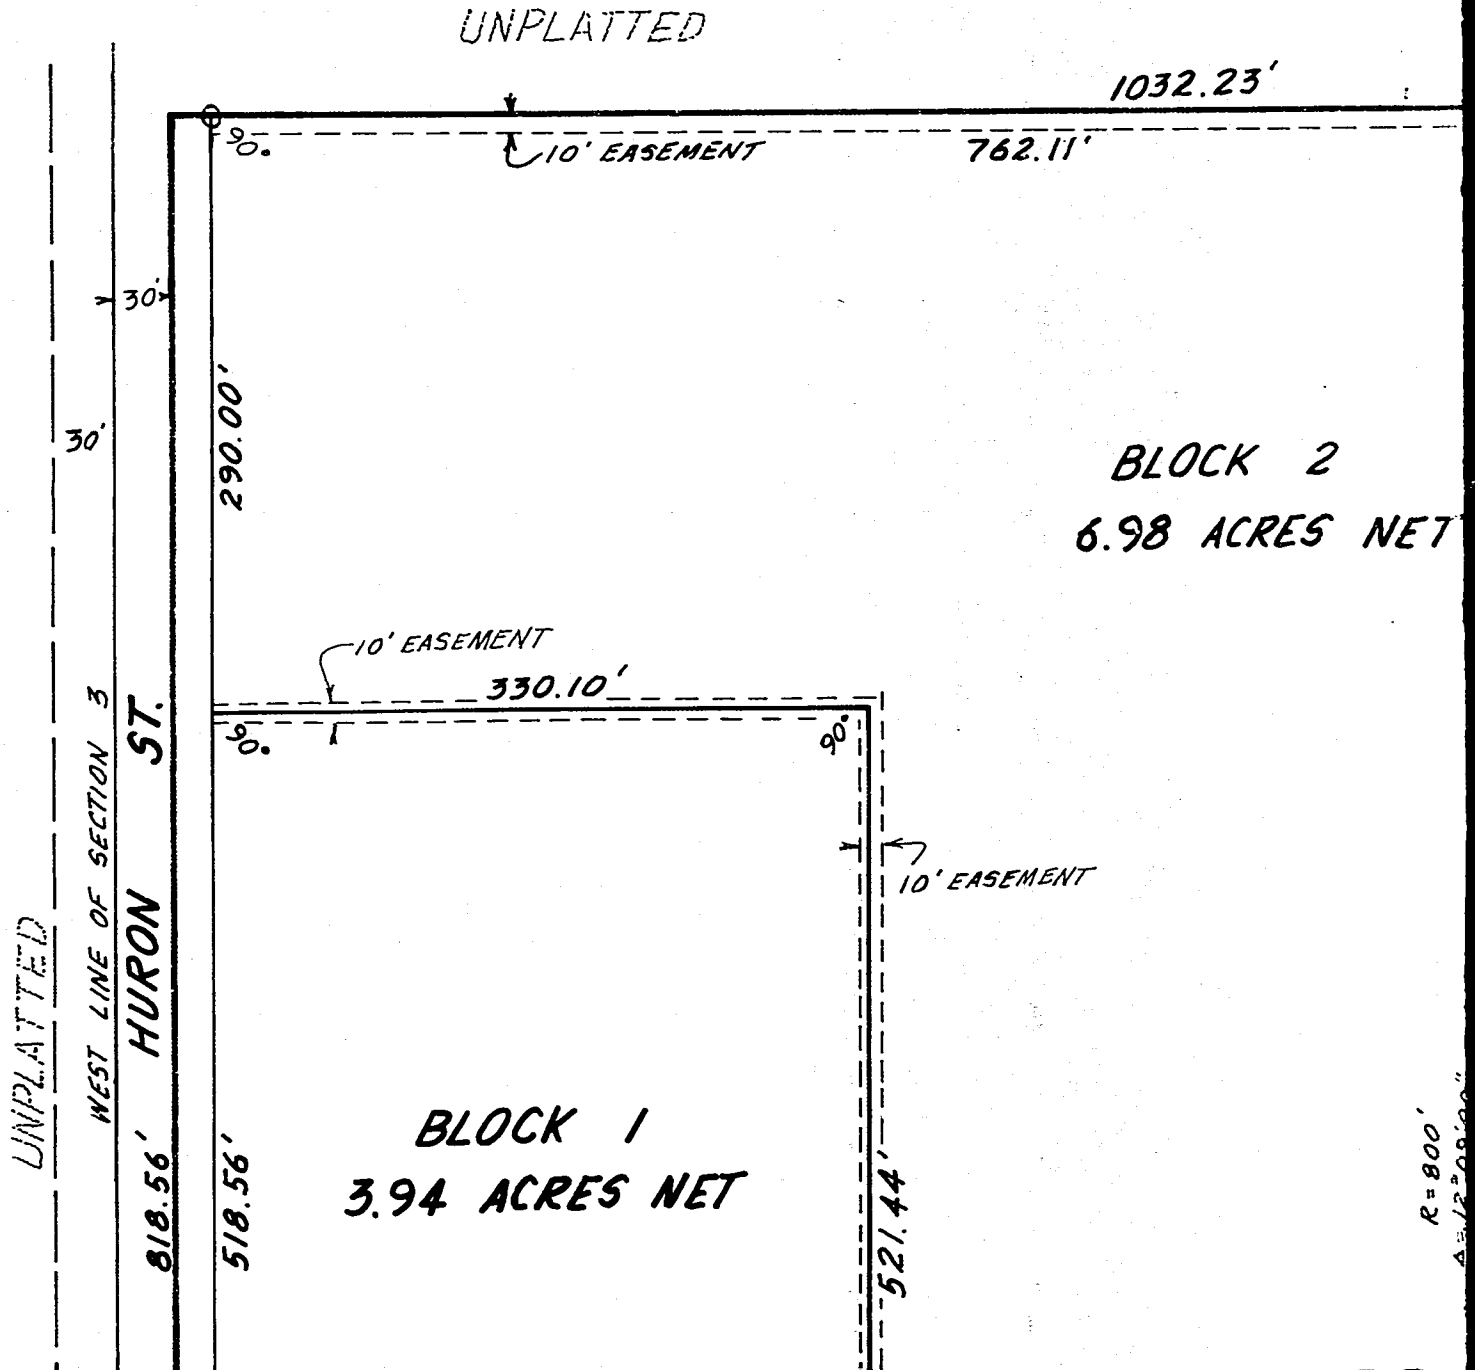 UNPLATTED
1032.23'
90°
10' EASEMENT
762.11'
30'
290.00'
30'
BLOCK 2
6.98 ACRES NET
10' EASEMENT
330.10'
90°
90°
WEST LINE OF SECTION 3
HURON ST.
10' EASEMENT
UNPLATTED
BLOCK 1
3.94 ACRES NET
818.56'
518.56'
521.44'
R = 800'